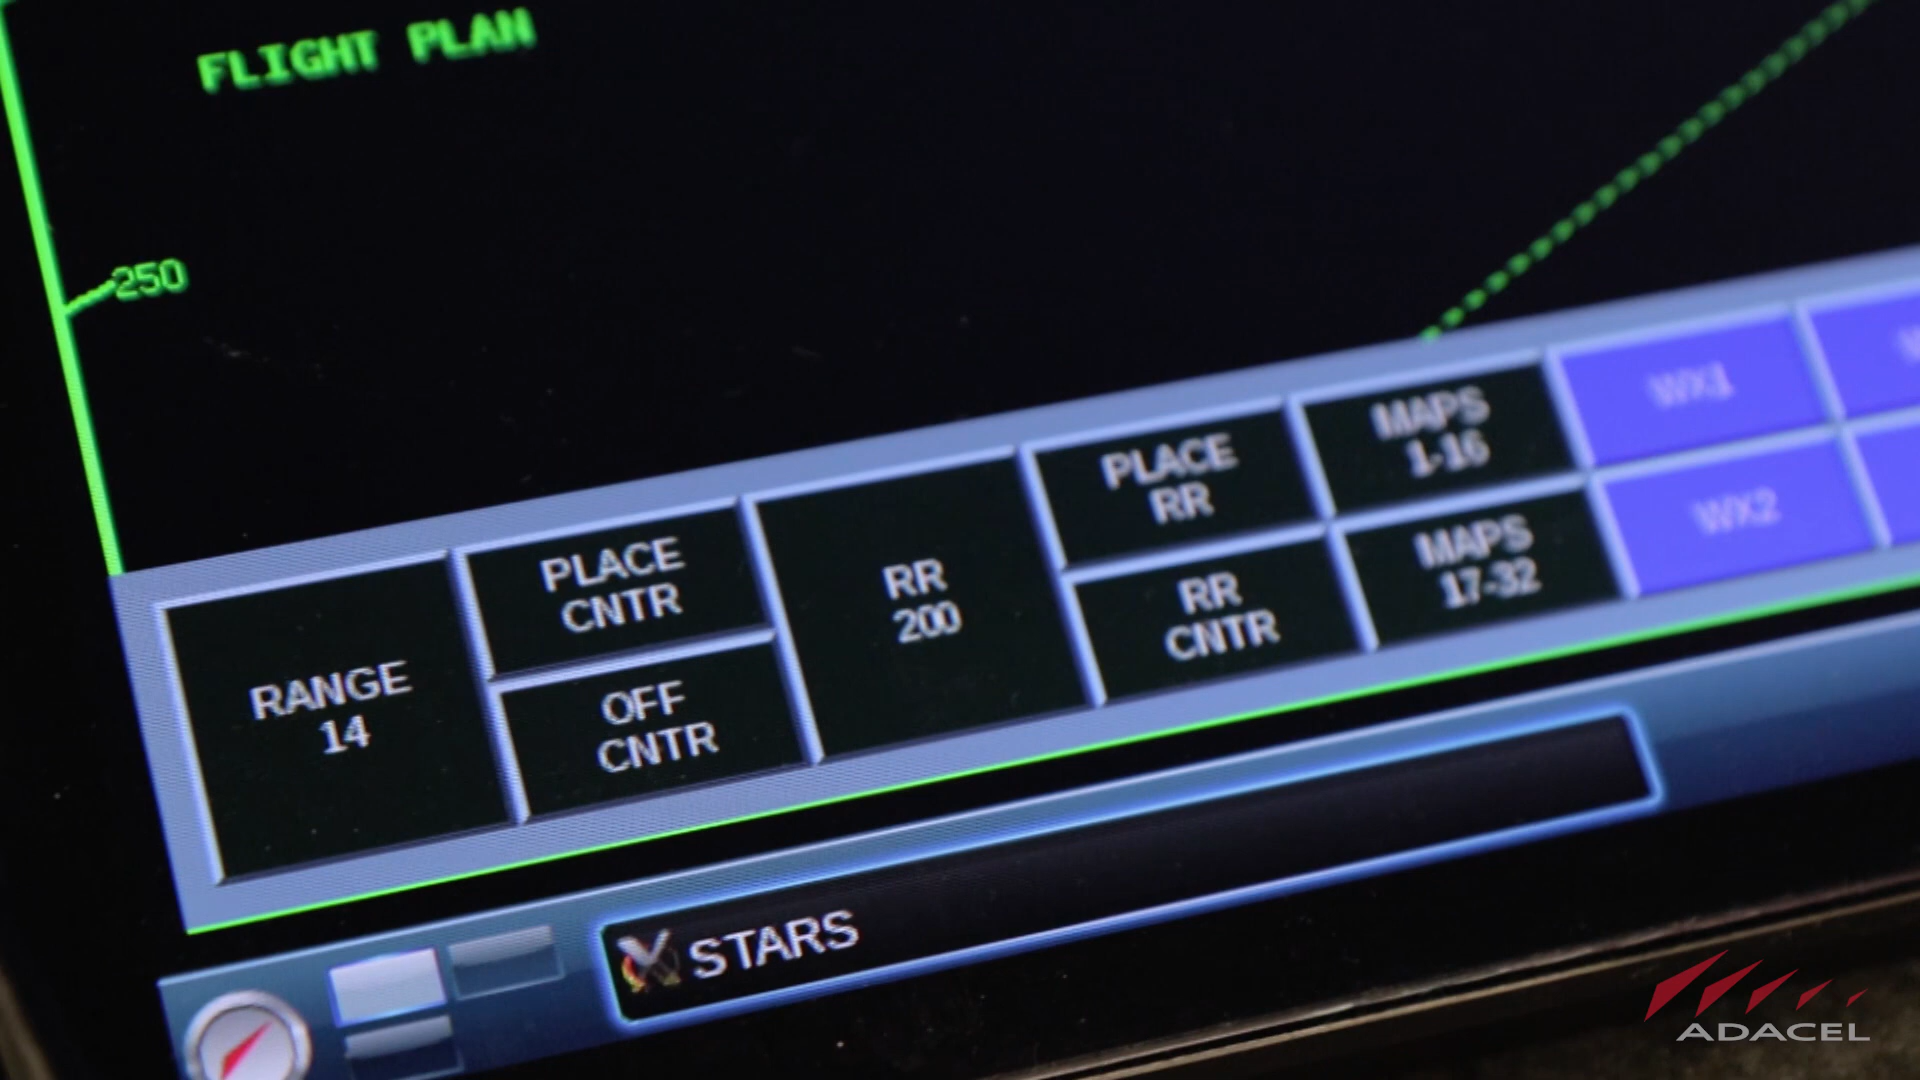 FLIGHT PLAN
250
RANGE
14
PLACE
CNTR
OFF
CNTR
RR
200
PLACE
RR
RR
CNTR
MAPS
1-16
MAPS
17-32
WX1
WX2
STARS
ADACEL